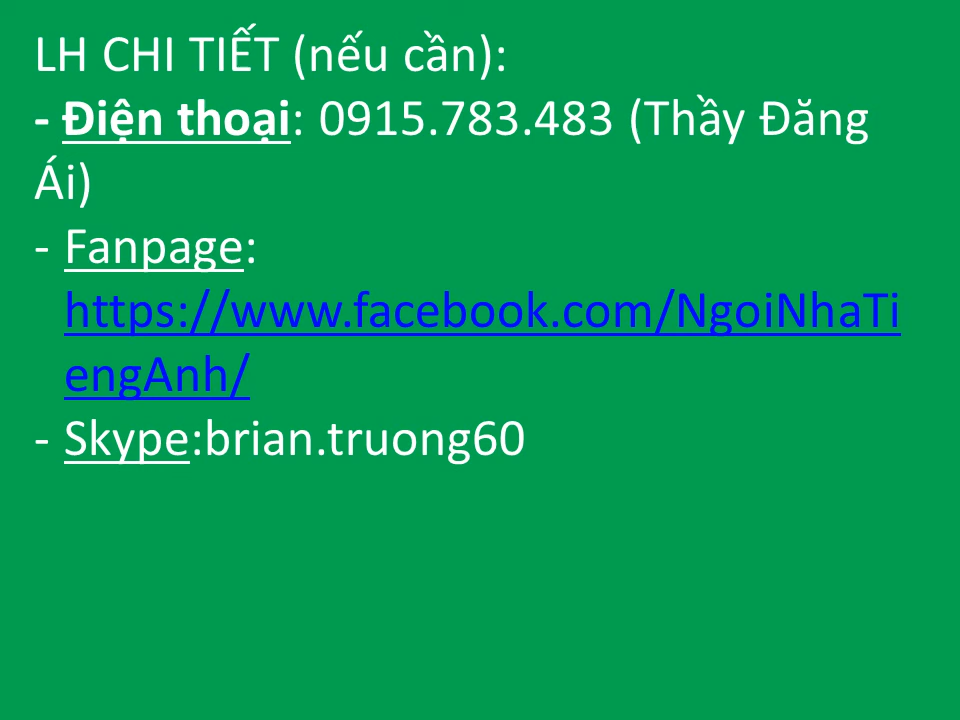 LH CHI TIẾT (nếu cần):
- Điện thoại: 0915.783.483 (Thầy Đăng
Ái)
- Fanpage:
https://www.facebook.com/NgoiNhaTi
engAnh/
- Skype:brian.truong60